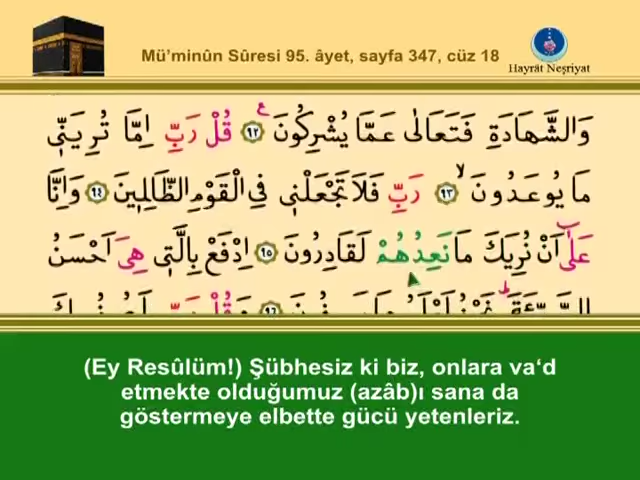 Mü’minûn Sûresi 95. âyet, sayfa 347, cüz 18
Hayrât Neşriyat
وَالشَّهَادَةِ فَتَعَالٰى عَمَّا يُشْرِكُونَ ﴿٩٢﴾ ع قُلْ رَبِّ اِمَّا تُرِيَنّ۪ي
مَا يُوعَدُونَ ﴿٩٣﴾ رَبِّ فَلَا تَجْعَلْن۪ي فِي الْقَوْمِ الظَّالِم۪ينَ ﴿٩٤﴾ وَاِنَّا
عَلٰٓى اَنْ نُرِيَكَ مَا نَعِدُهُمْ لَقَادِرُونَ ﴿٩٥﴾ اِدْفَعْ بِالَّت۪ي هِيَ اَحْسَنُ
(Ey Resûlüm!) Şübhesiz ki biz, onlara va‘d
etmekte olduğumuz (azâb)ı sana da
göstermeye elbette gücü yetenleriz.